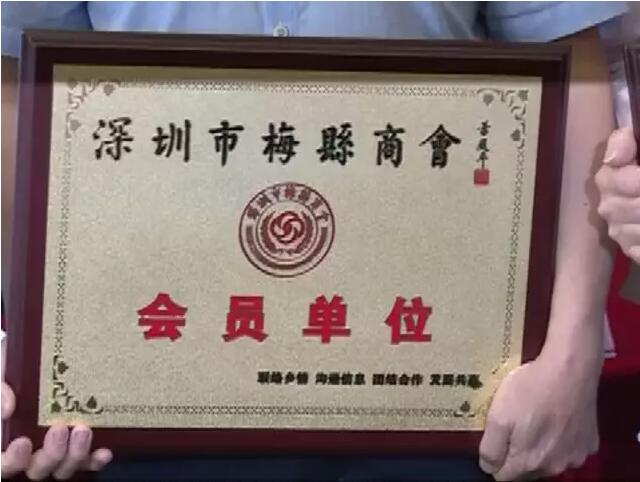 深圳市梅縣商會
会员单位
联络乡情 沟通信息 团结合作 发展共赢